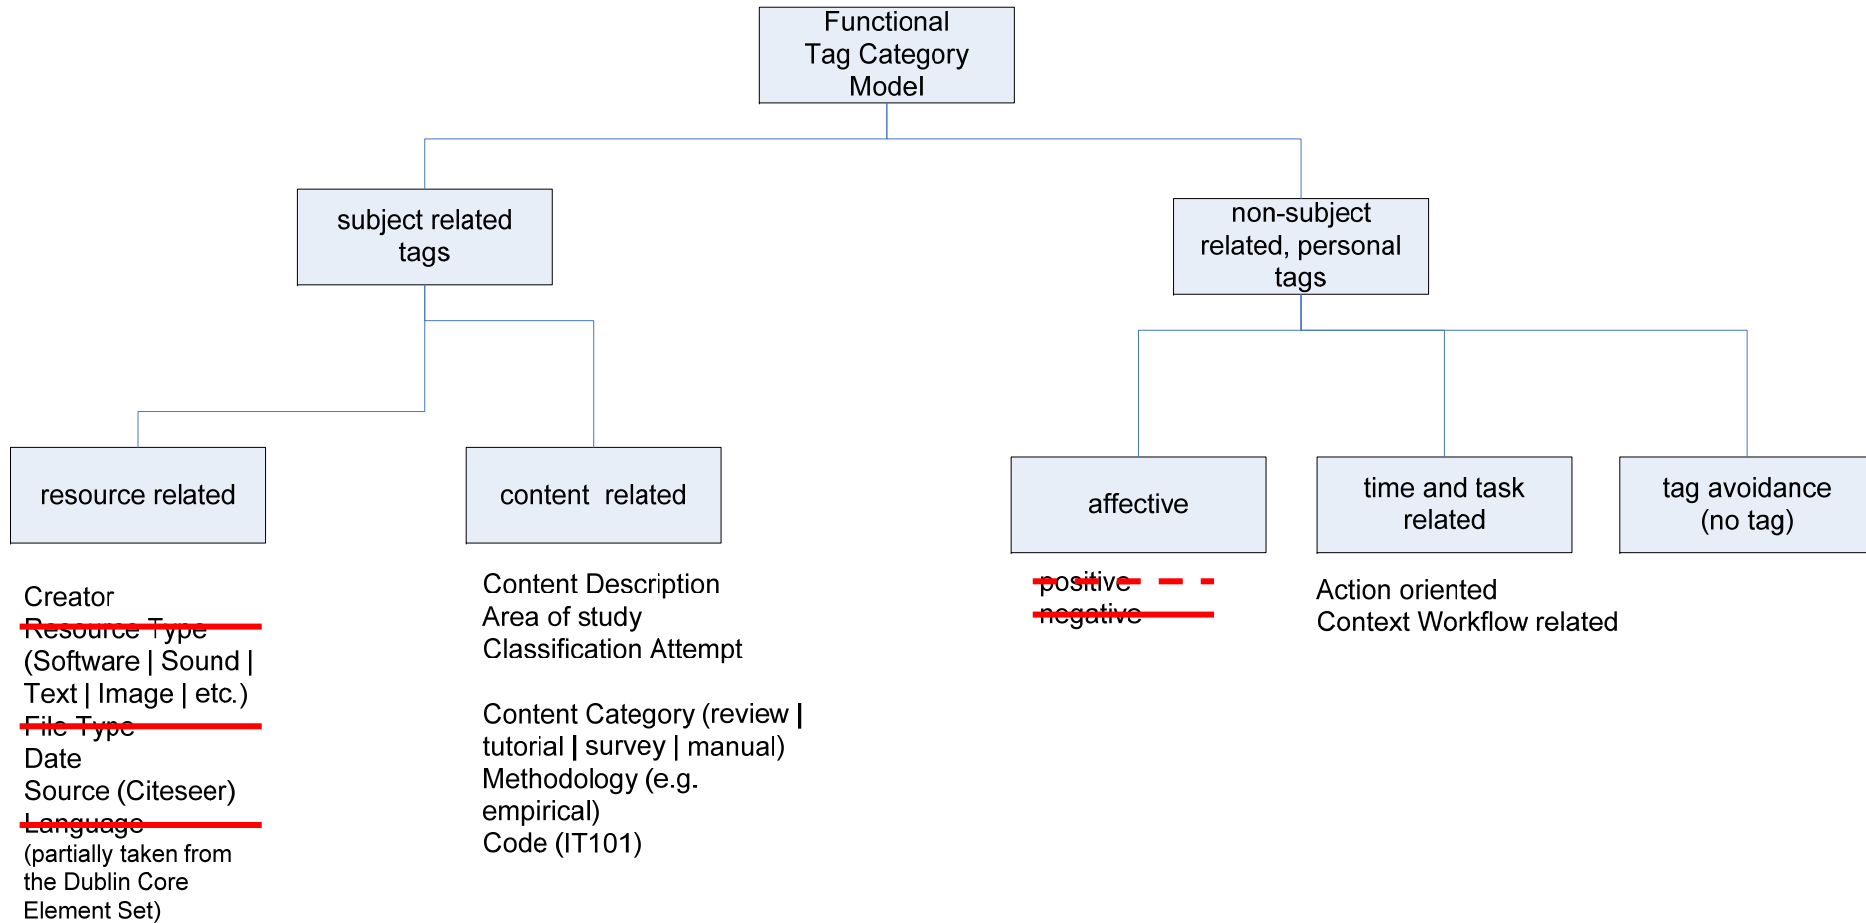 Functional
Tag Category
Model
subject related
tags
non-subject
related, personal
tags
resource related
content related
affective
time and task
related
tag avoidance
(no tag)
Creator
Resource Type
(Software | Sound |
Text | Image | etc.)
File Type
Date
Source (Citeseer)
Language
(partially taken from
the Dublin Core
Element Set)
Content Description
Area of study
Classification Attempt
Content Category (review |
tutorial | survey | manual)
Methodology (e.g.
empirical)
Code (IT101)
positive
negative
Action oriented
Context Workflow related